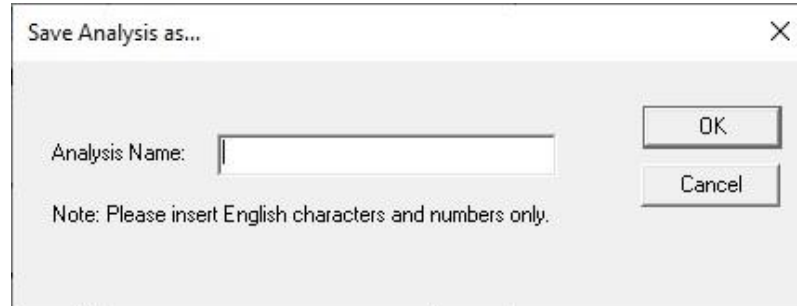 Save Analysis as...
OK
Analysis Name:
Cancel
Note: Please insert English characters and numbers only.